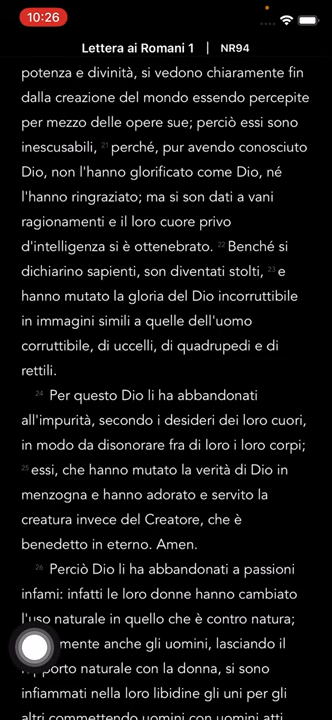 10:26
Lettera ai Romani 1 | NR94
potenza e divinità, si vedono chiaramente fin
dalla creazione del mondo essendo percepite
per mezzo delle opere sue; perciò essi sono
inescusabili, 21 perché, pur avendo conosciuto
Dio, non l'hanno glorificato come Dio, né
l'hanno ringraziato; ma si son dati a vani
ragionamenti e il loro cuore privo
d'intelligenza si è ottenebrato. 22 Benché si
dichiarino sapienti, son diventati stolti, 23 e
hanno mutato la gloria del Dio incorruttibile
in immagini simili a quelle dell'uomo
corruttibile, di uccelli, di quadrupedi e di
rettili.
24 Per questo Dio li ha abbandonati
all'impurità, secondo i desideri dei loro cuori,
in modo da disonorare fra di loro i loro corpi;
25 essi, che hanno mutato la verità di Dio in
menzogna e hanno adorato e servito la
creatura invece del Creatore, che è
benedetto in eterno. Amen.
26 Perciò Dio li ha abbandonati a passioni
infami: infatti le loro donne hanno cambiato
l'uso naturale in quello che è contro natura;
mente anche gli uomini, lasciando il
porto naturale con la donna, si sono
infiammati nella loro libidine gli uni per gli
altri commettendo uomini con uomini atti